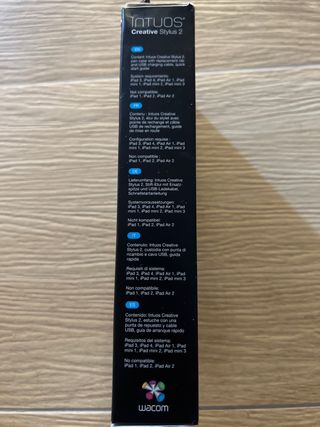 intuos
Creative Stylus 2
EN
Content: Intuos Creative Stylus 2,
pen case with replacement nib
and USB charging cable, quick
start guide
System requirements:
iPad 3, iPad 4, iPad Air 1, iPad
mini 1, iPad mini 2, iPad mini 3
Not compatible:
iPad 1, iPad 2, iPad Air 2
FR
Contenu : Intuos Creative
Stylus 2, étui du stylet avec
pointe de rechange et câble
USB de rechargement, guide
de mise en route
Configuration requise:
iPad 3, iPad 4, iPad Air 1, iPad
mini 1, iPad mini 2, iPad mini 3
Non compatible :
iPad 1, iPad 2, iPad Air 2
DE
Lieferumfang: Intuos Creative
Stylus 2, Stift-Etui mit Ersatz-
spitze und USB-Ladekabel,
Schnellstartanleitung
Systemvoraussetzungen:
iPad 3, iPad 4, iPad Air 1, iPad
mini 1, iPad mini 2, iPad mini 3
Nicht kompatibel:
iPad 1, iPad 2, iPad Air 2
IT
Contenuto: Intuos Creative
Stylus 2, custodia con punta di
ricambio e cavo USB, guida
rapida
Requisiti di sistema:
iPad 3, iPad 4, iPad Air 1, iPad
mini 1, iPad mini 2, iPad mini 3
Non compatibile:
iPad 1, iPad 2, iPad Air 2
ES
Contenido: Intuos Creative
Stylus 2, estuche con una
punta de repuesto y cable
USB, guía de arranque rápido
Requisitos del sistema:
iPad 3, iPad 4, iPad Air 1, iPad
mini 1, iPad mini 2, iPad mini 3
No compatible:
iPad 1, iPad 2, iPad Air 2
wacom